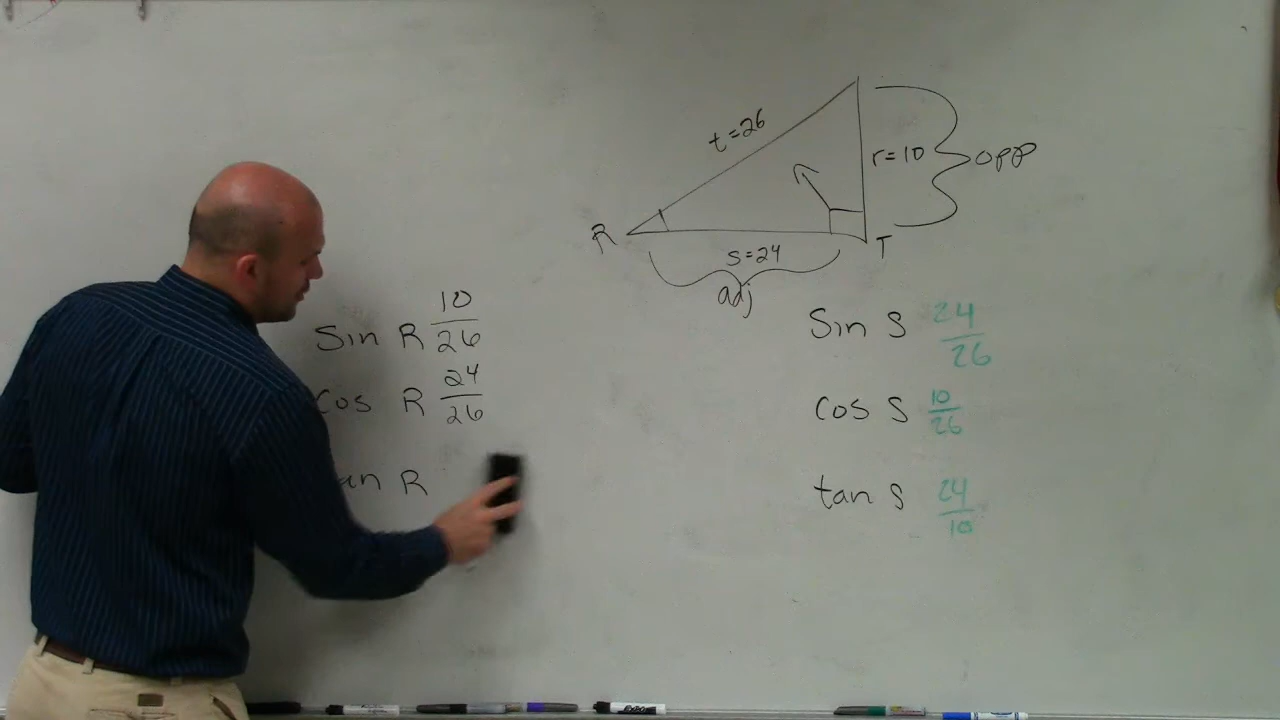 t=26
r=10
opp
R
s=24
T
adj
Sin R 10/26
cos R 24/26
R
Sin S 24/26
cos S 10/26
tan S 24/10
EXPO